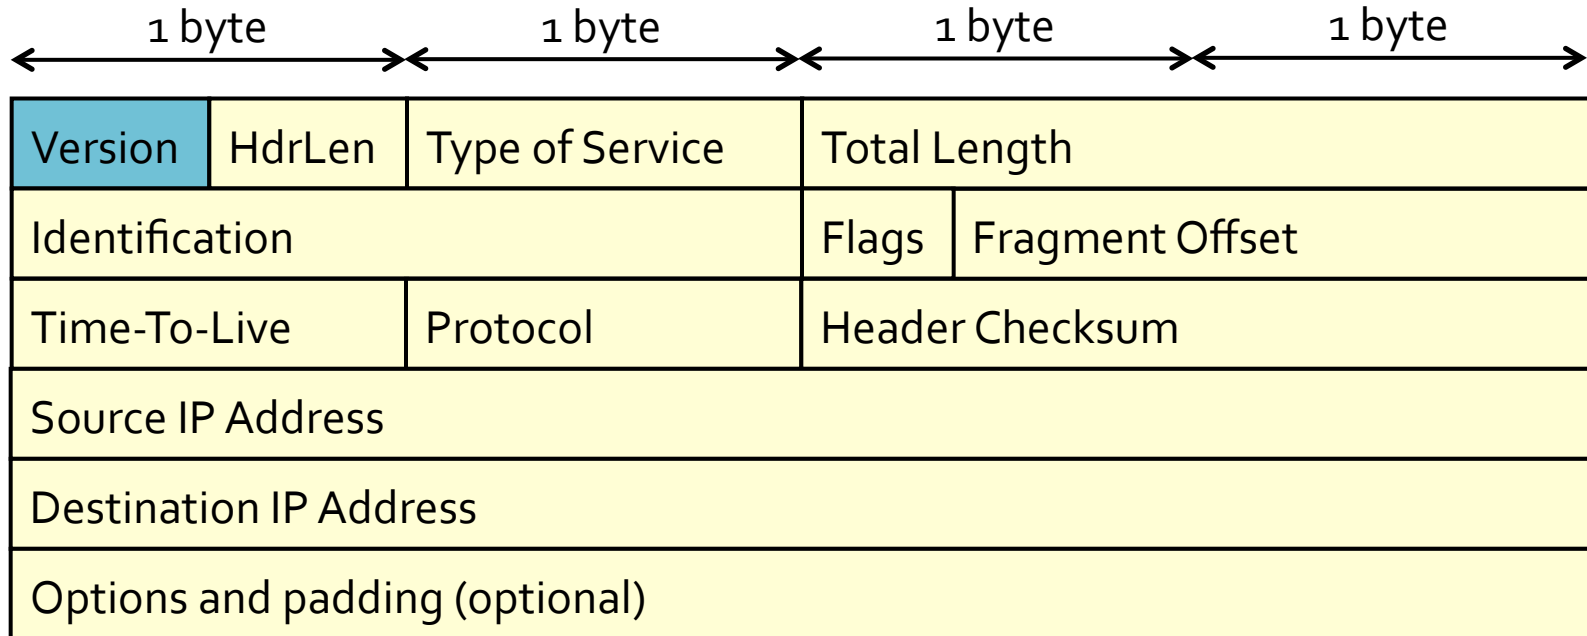 1 byte 1 byte 1 byte 1 byte
Version HdrLen Type of Service Total Length
Identification Flags Fragment Offset
Time-To-Live Protocol Header Checksum
Source IP Address
Destination IP Address
Options and padding (optional)